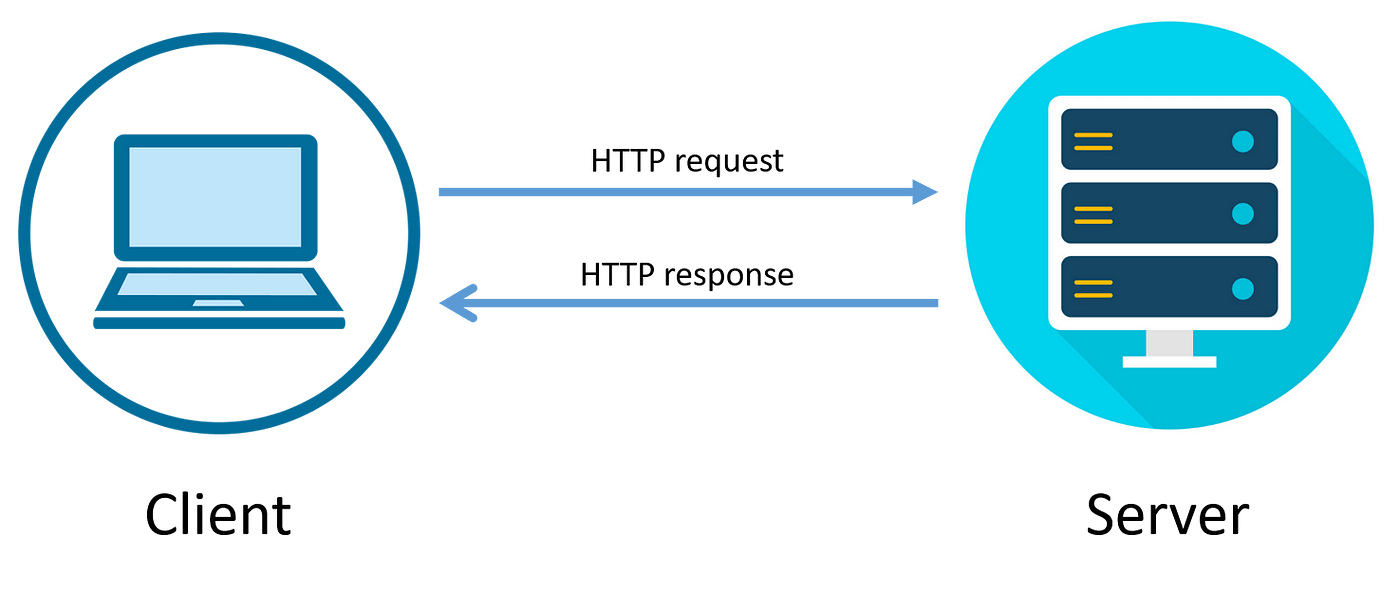 HTTP request
HTTP response
Client
Server